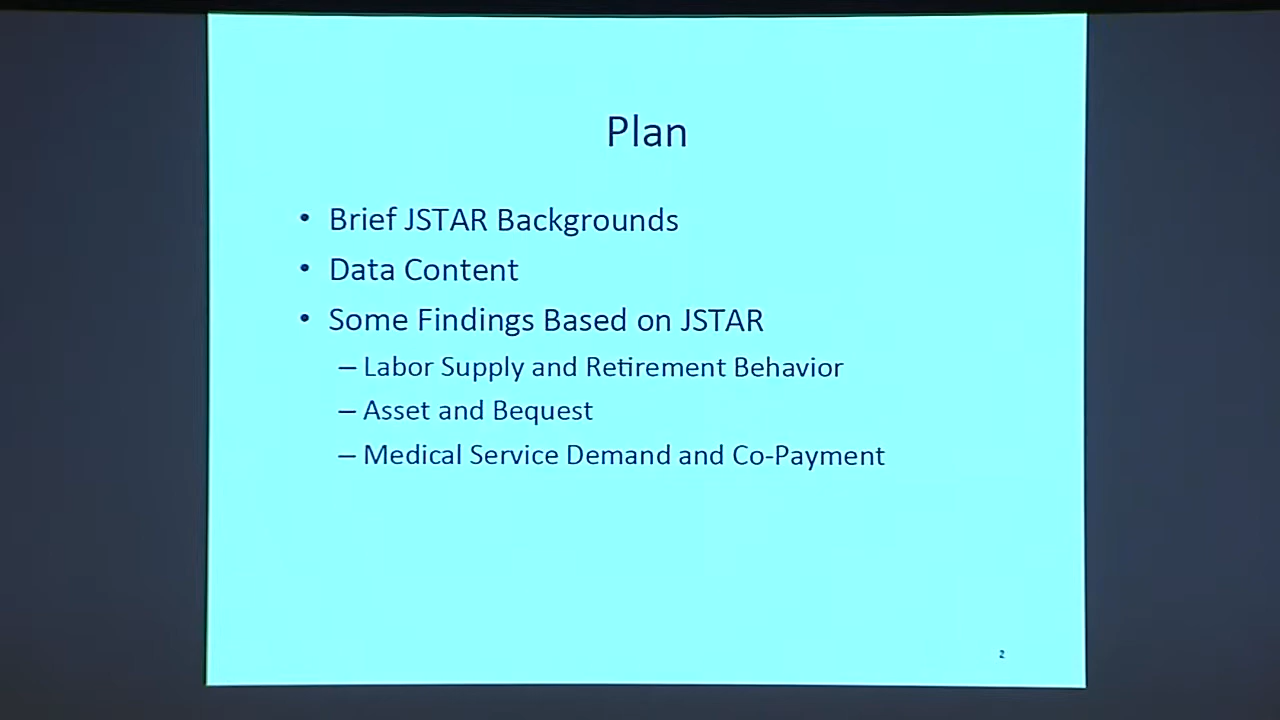 Plan
• Brief JSTAR Backgrounds
• Data Content
• Some Findings Based on JSTAR
– Labor Supply and Retirement Behavior
– Asset and Bequest
– Medical Service Demand and Co-Payment
2